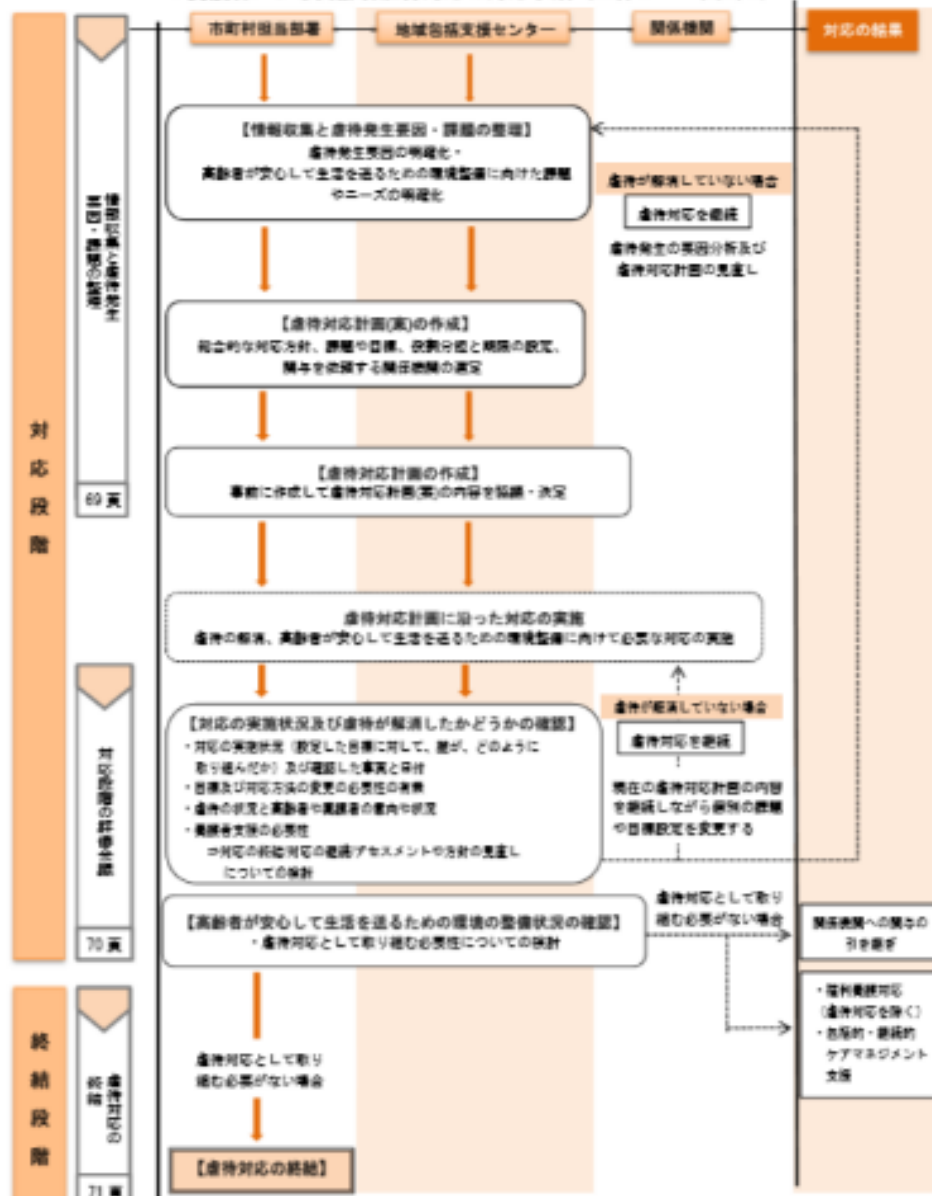 市町村担当部署
地域包括支援センター
関係機関
対応の結果
【情報収集と虐待発生要因・課題の整理】
虐待発生要因の明確化・
高齢者が安心して生活を送るための環境整備に向けた課題
やニーズの明確化
虐待が解消していない場合
虐待対応を継続
虐待発生の要因分析及び
虐待対応計画の見直し
情報収集と虐待発生
要因・課題の整理
【虐待対応計画(案)の作成】
総合的な対応方針、課題や目標、役割分担と期限の設定、
関与を依頼する関係機関の選定
対応段階
【虐待対応計画の作成】
事前に作成して虐待対応計画(案)の内容を協議・決定
69 頁
虐待対応計画に沿った対応の実施
虐待の解消、高齢者が安心して生活を送るための環境整備に向けて必要な対応の実施
【対応の実施状況及び虐待が解消したかどうかの確認】
・対応の実施状況（設定した目標に対して、誰が、どのように
取り組んだか）及び確認した事実と日付
・目標及び対応方法の変更の必要性の有無
・虐待の状況と高齢者や養護者の意向や状況
・養護者支援の必要性
⇒対応の終結/対応の継続/アセスメントや方針の見直し
についての検討
虐待が解消していない場合
虐待対応を継続
現在の虐待対応計画の内容
を継続しながら個別の課題
や目標設定を変更する
対応段階の評価会議
【高齢者が安心して生活を送るための環境の整備状況の確認】
・虐待対応として取り組む必要性についての検討
虐待対応として取り
組む必要がない場合
関係機関への関与の
引き継ぎ
70 頁
・権利擁護対応
（虐待対応を除く）
・包括的・継続的
ケアマネジメント
支援
終結段階
虐待対応の
終結
虐待対応として取り
組む必要がない場合
【虐待対応の終結】
71 頁